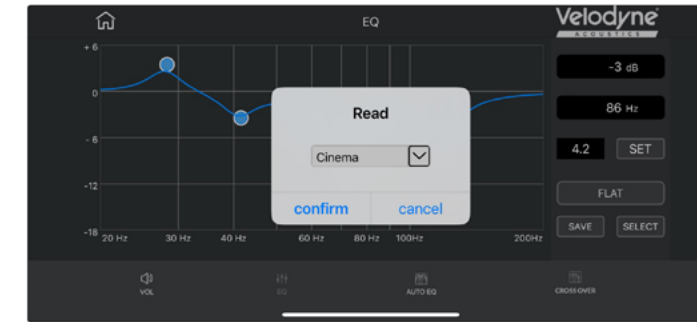 EQ
Velodyne
ACOUSTICS
+ 6
0
- 6
-12
-18
20 Hz
30 Hz
40 Hz
60 Hz
80 Hz
100Hz
200Hz
Read
Cinema
confirm
cancel
-3 dB
86 Hz
4.2
SET
FLAT
SAVE
SELECT
VOL
EQ
AUTO EQ
CROSS OVER